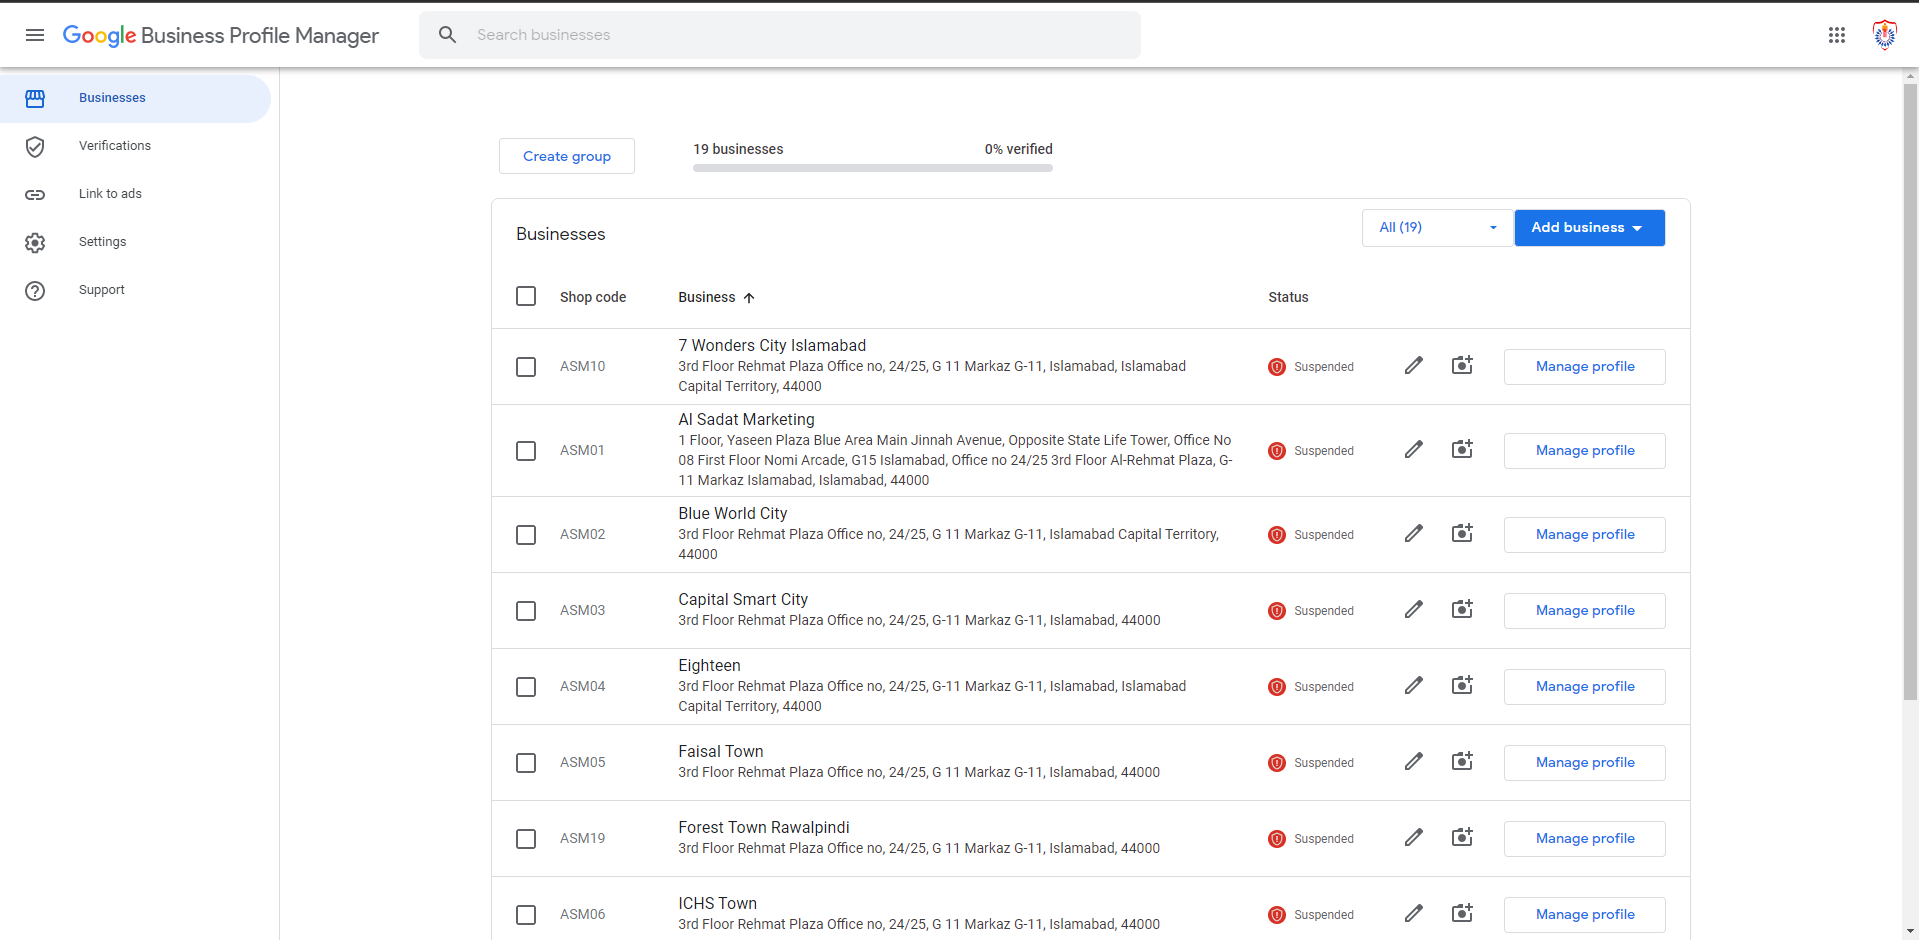 Google Business Profile Manager
Search businesses
Businesses
Verifications
Link to ads
Settings
Support
Create group
19 businesses
0% verified
Businesses
All (19)
Add business
Shop code
Business
Status
ASM10
7 Wonders City Islamabad
3rd Floor Rehmat Plaza Office no, 24/25, G 11 Markaz G-11, Islamabad, Islamabad
Capital Territory, 44000
Suspended
Manage profile
ASM01
Al Sadat Marketing
1 Floor, Yaseen Plaza Blue Area Main Jinnah Avenue, Opposite State Life Tower, Office No
08 First Floor Nomi Arcade, G15 Islamabad, Office no 24/25 3rd Floor Al-Rehmat Plaza, G-
11 Markaz Islamabad, Islamabad, 44000
Suspended
Manage profile
ASM02
Blue World City
3rd Floor Rehmat Plaza Office no, 24/25, G 11 Markaz G-11, Islamabad Capital Territory,
44000
Suspended
Manage profile
ASM03
Capital Smart City
3rd Floor Rehmat Plaza Office no, 24/25, G-11 Markaz G-11, Islamabad, 44000
Suspended
Manage profile
ASM04
Eighteen
3rd Floor Rehmat Plaza Office no, 24/25, G-11 Markaz G-11, Islamabad, Islamabad
Capital Territory, 44000
Suspended
Manage profile
ASM05
Faisal Town
3rd Floor Rehmat Plaza Office no, 24/25, G 11 Markaz G-11, Islamabad, 44000
Suspended
Manage profile
ASM19
Forest Town Rawalpindi
3rd Floor Rehmat Plaza Office no, 24/25, G 11 Markaz G-11, Islamabad, 44000
Suspended
Manage profile
ASM06
ICHS Town
3rd Floor Rehmat Plaza Office no, 24/25, G 11 Markaz G-11, Islamabad, 44000
Suspended
Manage profile